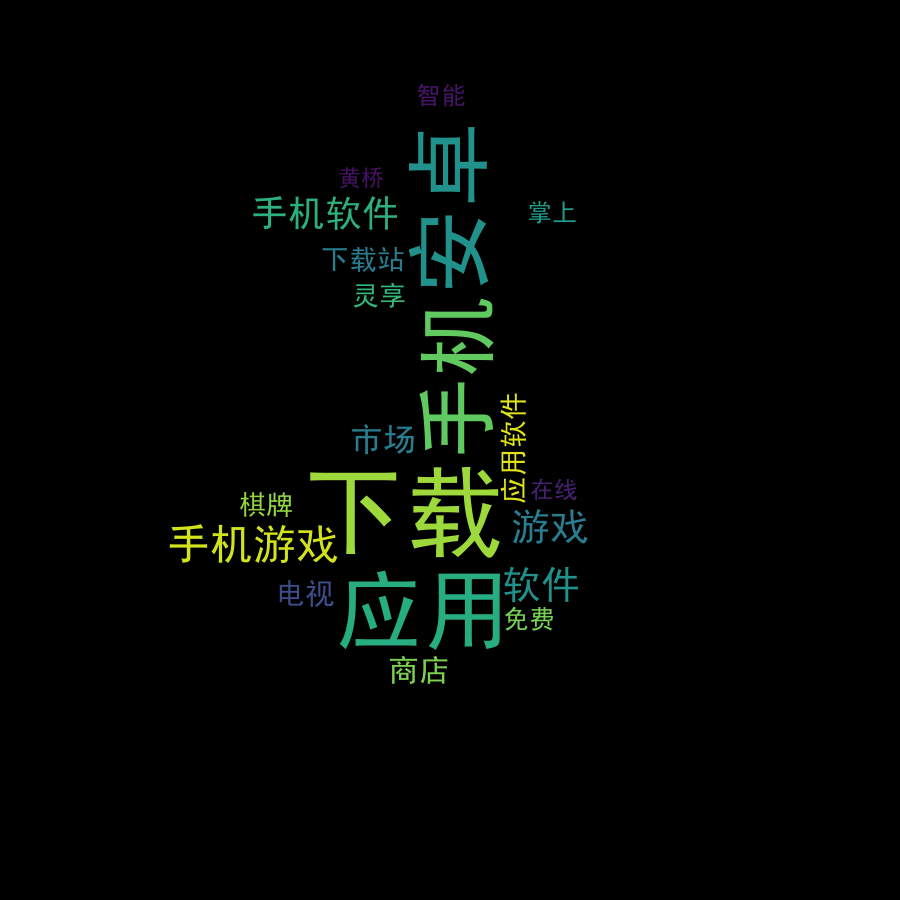 智能
安卓
黄桥
手机软件
掌上
下载站
灵享
手机
应用软件
市场
下载
在线
棋牌
游戏
手机游戏
软件
电视
应用
免费
商店